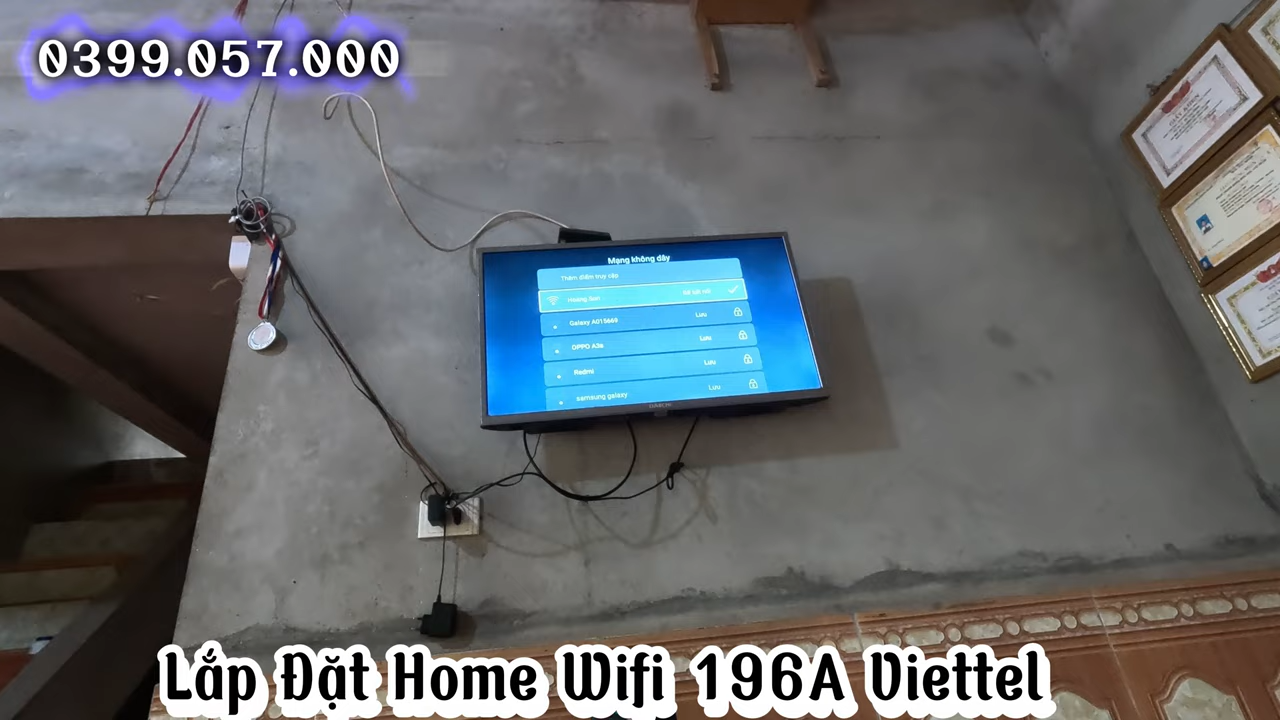 0399.057.000
Mạng không dây
Thêm điểm truy cập
Hoàng Sơn Đã kết nối
Galaxy A015669 Lưu
OPPO A3s Lưu
Redmi Lưu
samsung galaxy Lưu
Lắp Đặt Home Wifi 196A Viettel